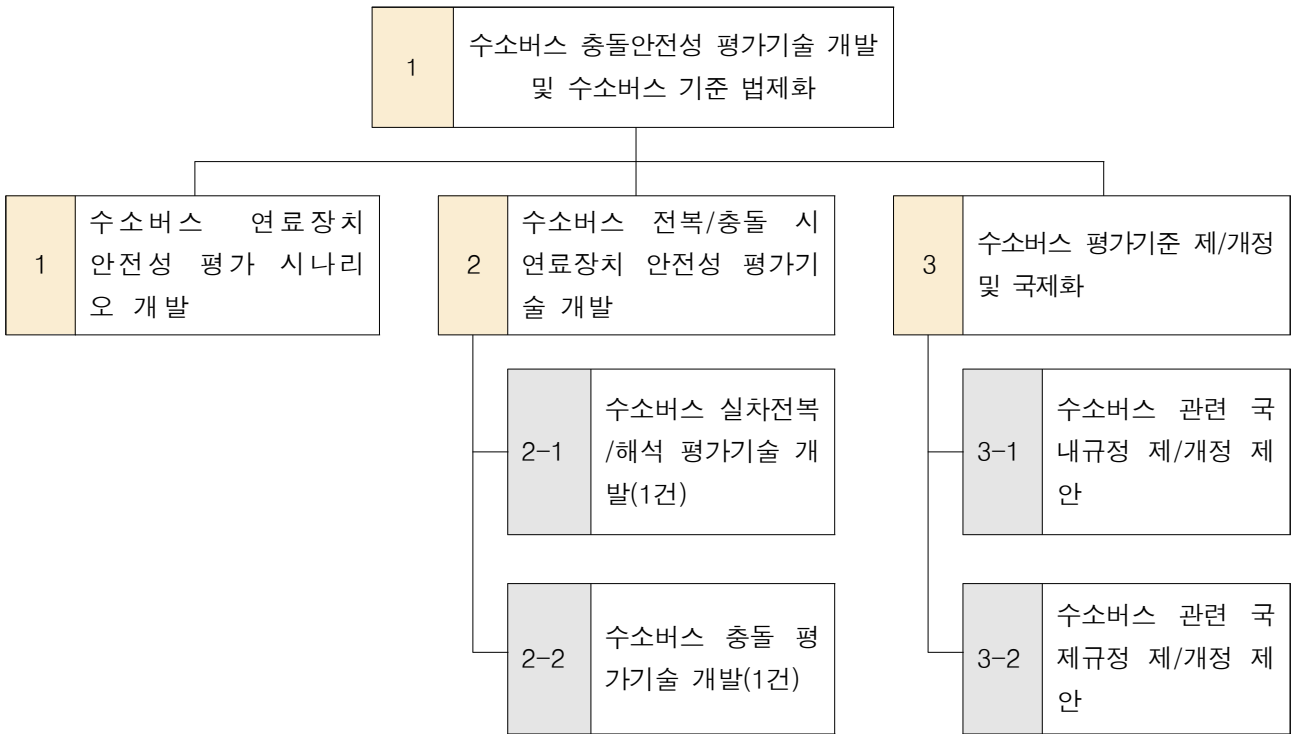 1
수소버스 충돌안전성 평가기술 개발
및 수소버스 기준 법제화
1
수소버스 연료장치
안전성 평가 시나리
오 개발
2
수소버스 전복/충돌 시
연료장치 안전성 평가기
술 개발
3
수소버스 평가기준 제/개정
및 국제화
2-1
수소버스 실차전복
/해석 평가기술 개
발(1건)
3-1
수소버스 관련 국
내규정 제/개정 제
안
2-2
수소버스 충돌 평
가기술 개발(1건)
3-2
수소버스 관련 국
제규정 제/개정 제
안